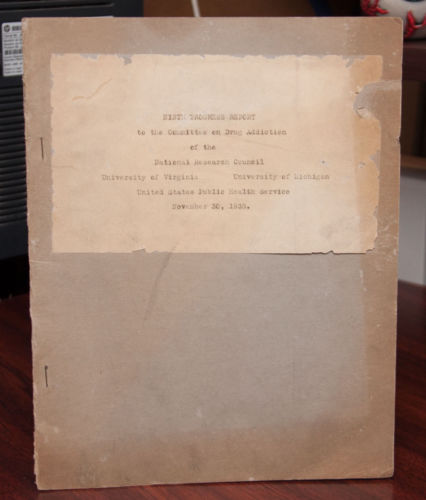 NINTH PROGRESS REPORT
to the Committee on Drug Addiction
of the
National Research Council
University of Virginia University of Michigan
United States Public Health Service
November 30, 1938.